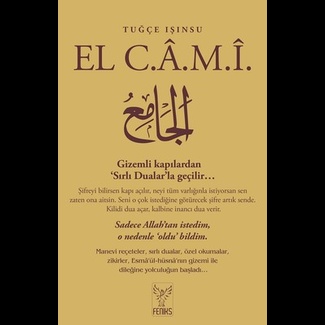 TUĞÇE IŞINSU
EL C.Â.M.Î.
الجامع
Gizemli kapılardan
‘Sırlı Dualar’la geçilir...
Şifreyi bilirsen kapı açılır, neyi tüm varlığınla istiyorsan sen
zaten ona aitsin. Seni o çok istediğine götürecek şifre artık sende.
Kilidi dua açar, kalbine inancı dua verir.
Sadece Allah’tan istedim,
o nedenle ‘oldu’ bildim.
Manevi reçeteler, sırlı dualar, özel okumalar,
zikirler, Esmâ’ül-hüsnâ’nın gizemi ile
dileğine yolculuğun başladı...
FENİKS